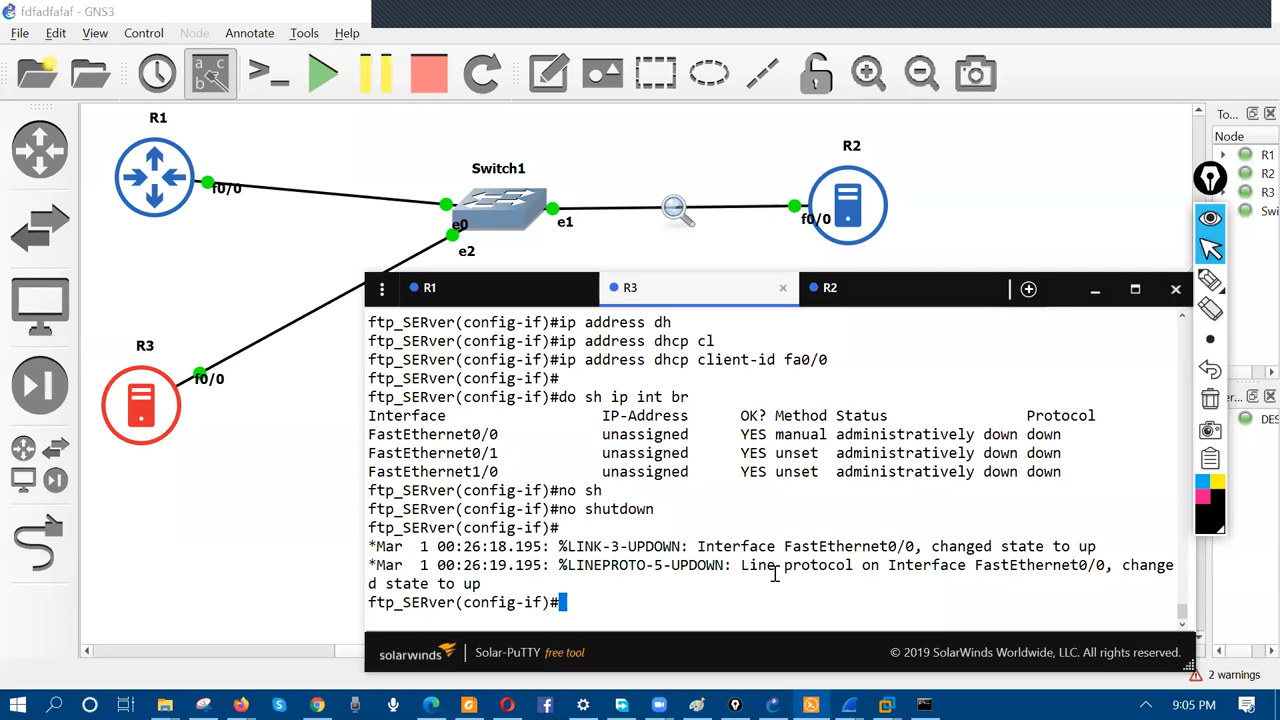 fdfadfafaf - GNS3
File Edit View Control Node Annotate Tools Help
a c
R1
f0/0
Switch1
e0
e1
e2
R2
f0/0
R3
f0/0
To...
Node
R1
R2
R3
Swi
er...
DES
R1 R3 × R2
ftp_SERver(config-if)#ip address dh
ftp_SERver(config-if)#ip address dhcp cl
ftp_SERver(config-if)#ip address dhcp client-id fa0/0
ftp_SERver(config-if)#
ftp_SERver(config-if)#do sh ip int br
Interface IP-Address OK? Method Status Protocol
FastEthernet0/0 unassigned YES manual administratively down down
FastEthernet0/1 unassigned YES unset administratively down down
FastEthernet1/0 unassigned YES unset administratively down down
ftp_SERver(config-if)#no sh
ftp_SERver(config-if)#no shutdown
ftp_SERver(config-if)#
*Mar 1 00:26:18.195: %LINK-3-UPDOWN: Interface FastEthernet0/0, changed state to up
*Mar 1 00:26:19.195: %LINEPROTO-5-UPDOWN: Line protocol on Interface FastEthernet0/0, change
d state to up
ftp_SERver(config-if)#
solarwinds Solar-PuTTY free tool © 2019 SolarWinds Worldwide, LLC. All rights reserved.
2 warnings
9:05 PM